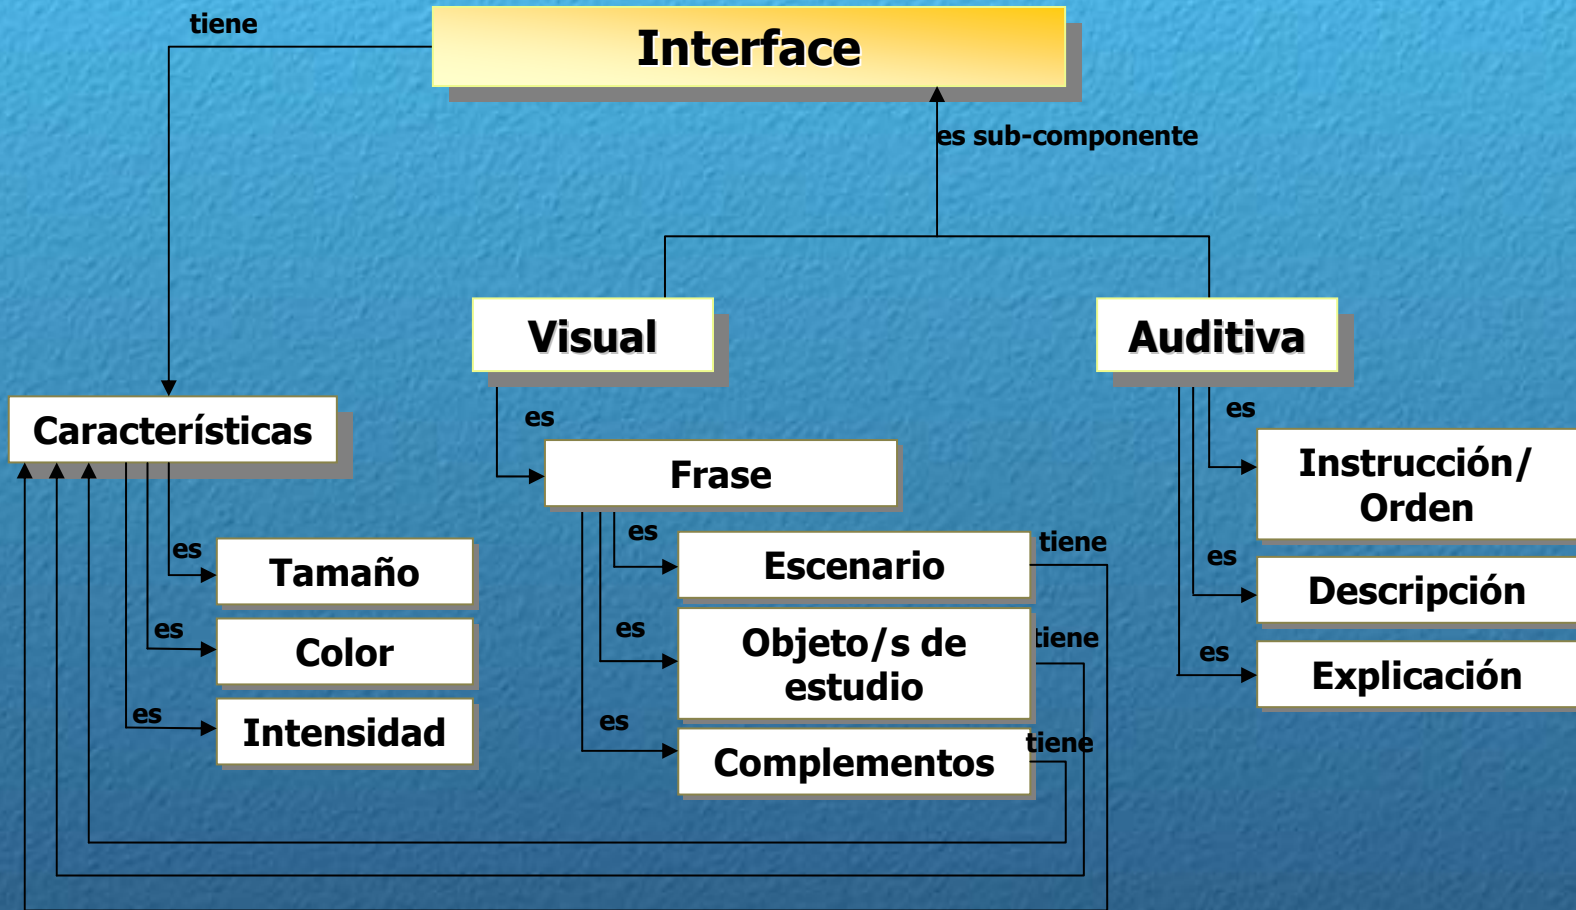 tiene
Interface
es sub-componente
Visual
Auditiva
Características
es
Frase
es
Instrucción/
Orden
es
Tamaño
es
Color
es
Intensidad
es
Escenario
tiene
es
Objeto/s de
estudio
tiene
es
Complementos
tiene
es
Descripción
es
Explicación